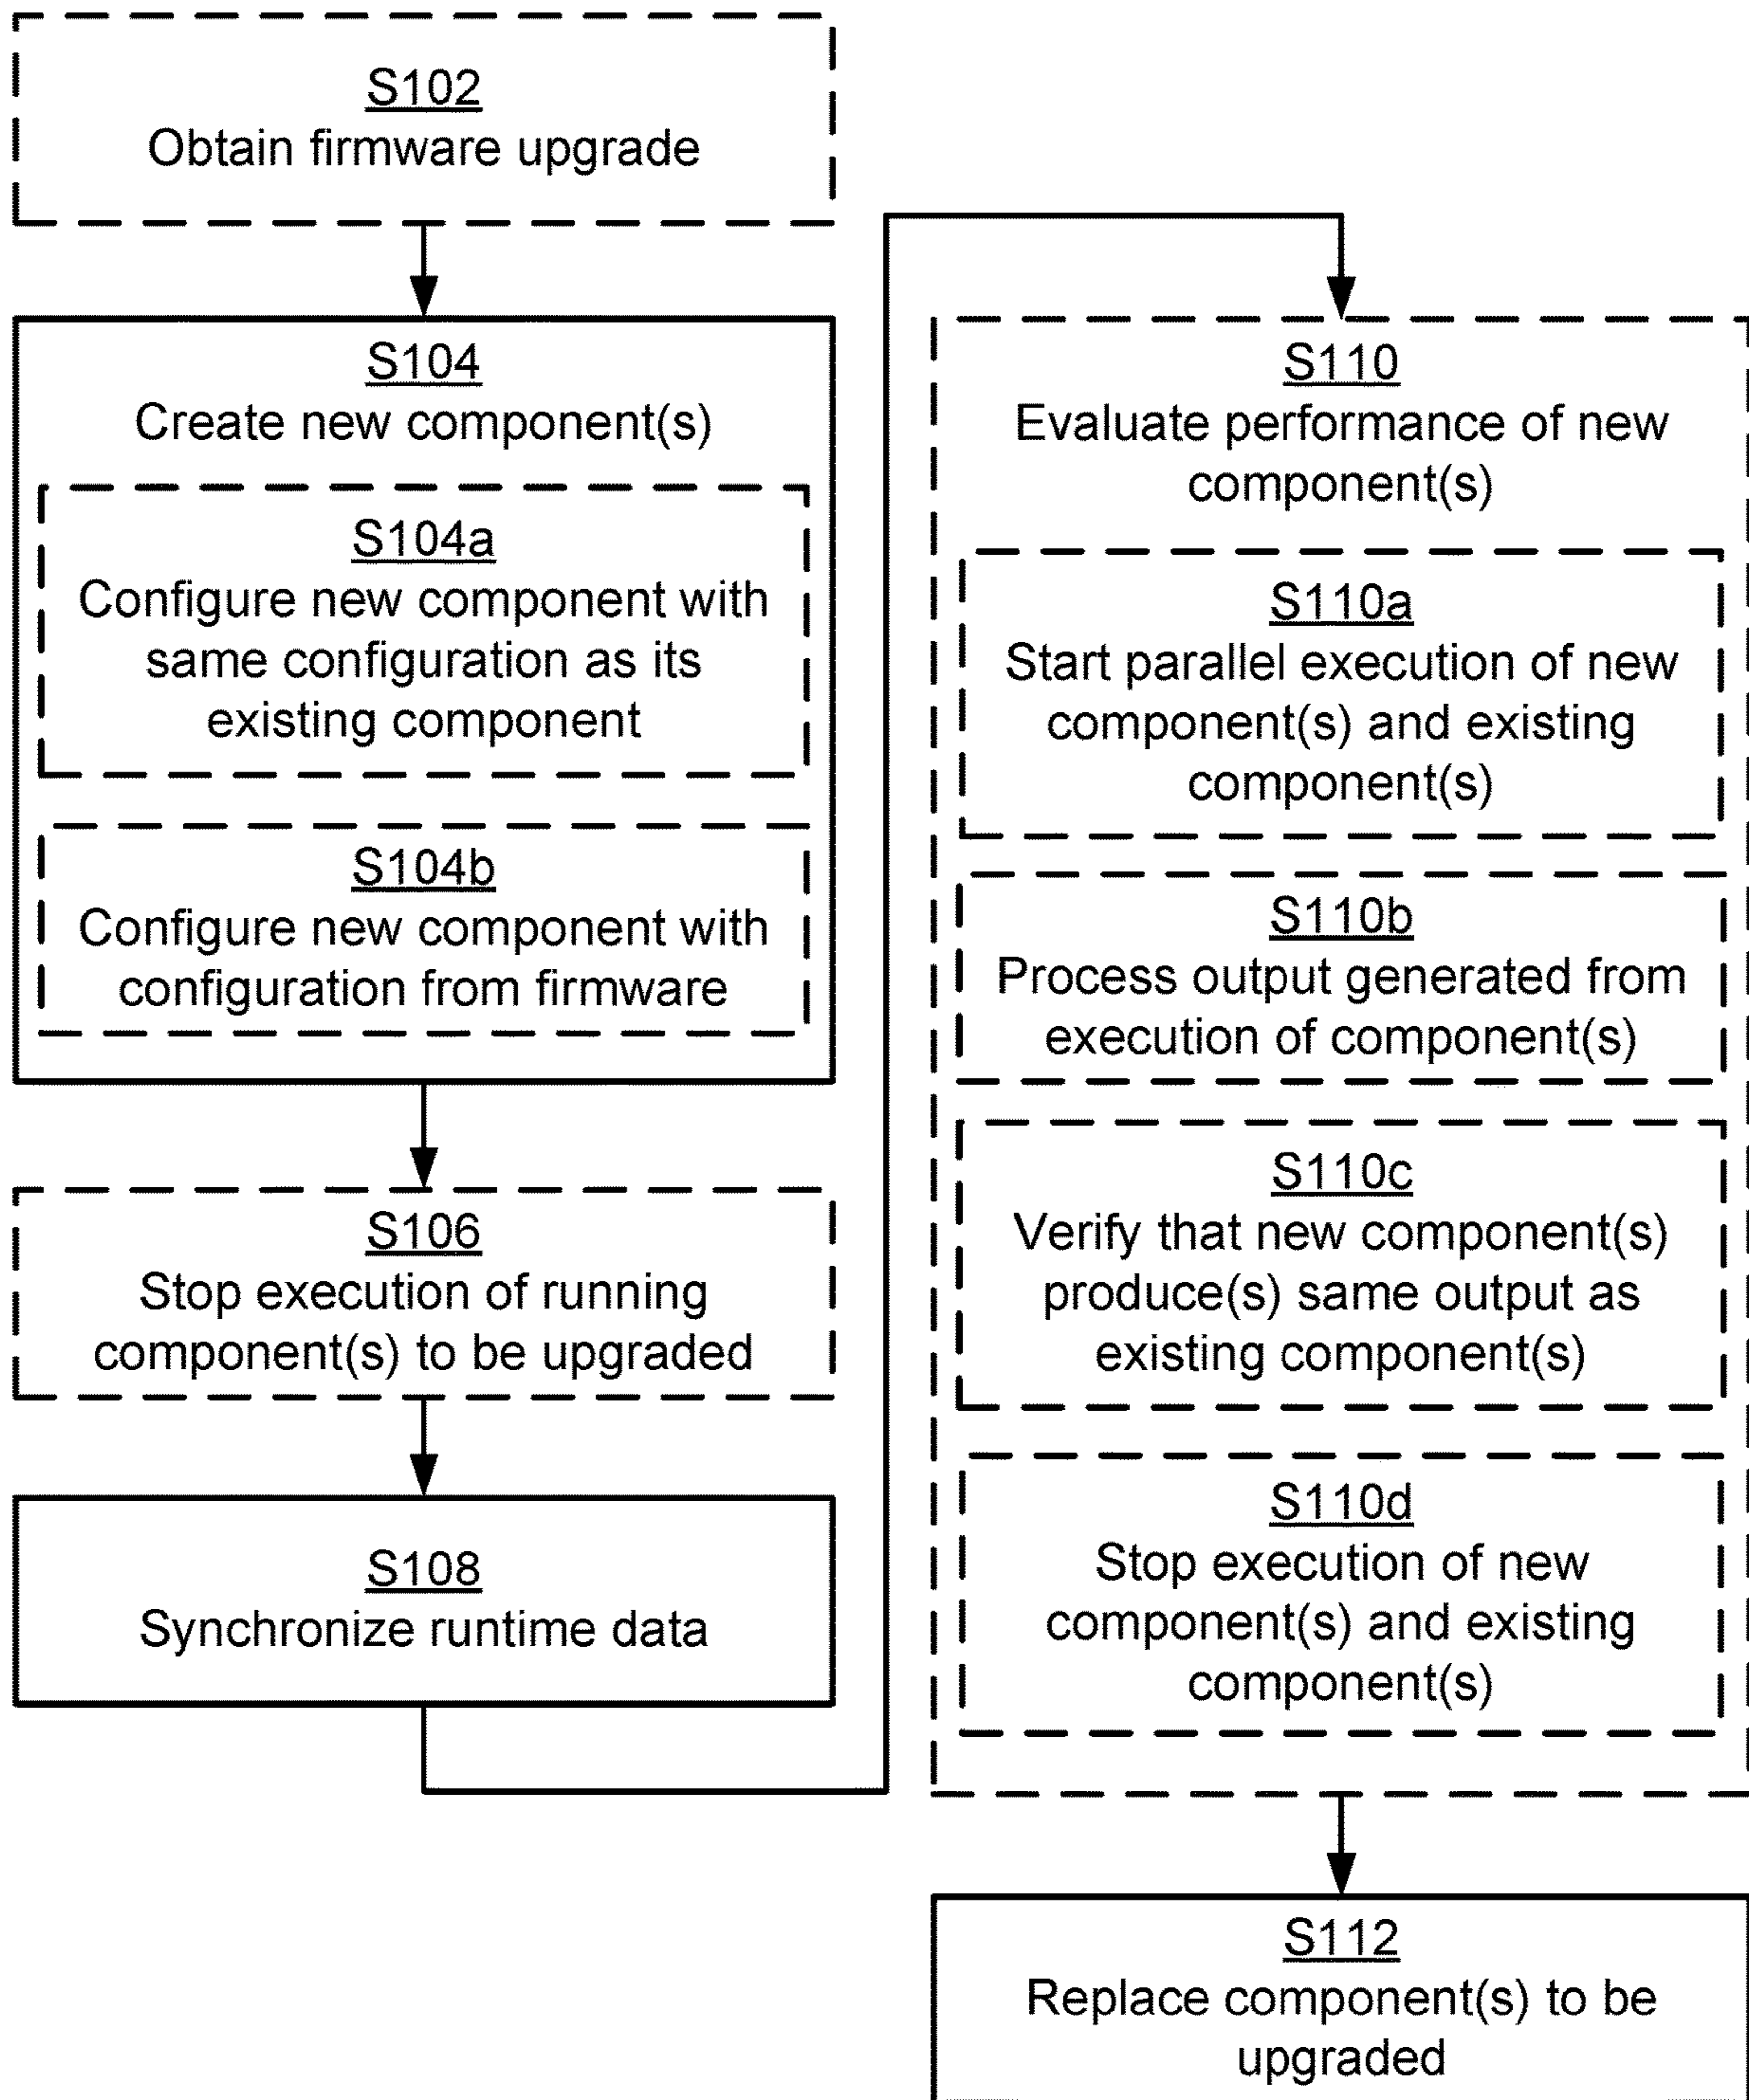 S102
Obtain firmware upgrade
S104
Create new component(s)
S104a
Configure new component with
same configuration as its
existing component
S104b
Configure new component with
configuration from firmware
S106
Stop execution of running
component(s) to be upgraded
S108
Synchronize runtime data
S110
Evaluate performance of new
component(s)
S110a
Start parallel execution of new
component(s) and existing
component(s)
S110b
Process output generated from
execution of component(s)
S110c
Verify that new component(s)
produce(s) same output as
existing component(s)
S110d
Stop execution of new
component(s) and existing
component(s)
S112
Replace component(s) to be
upgraded